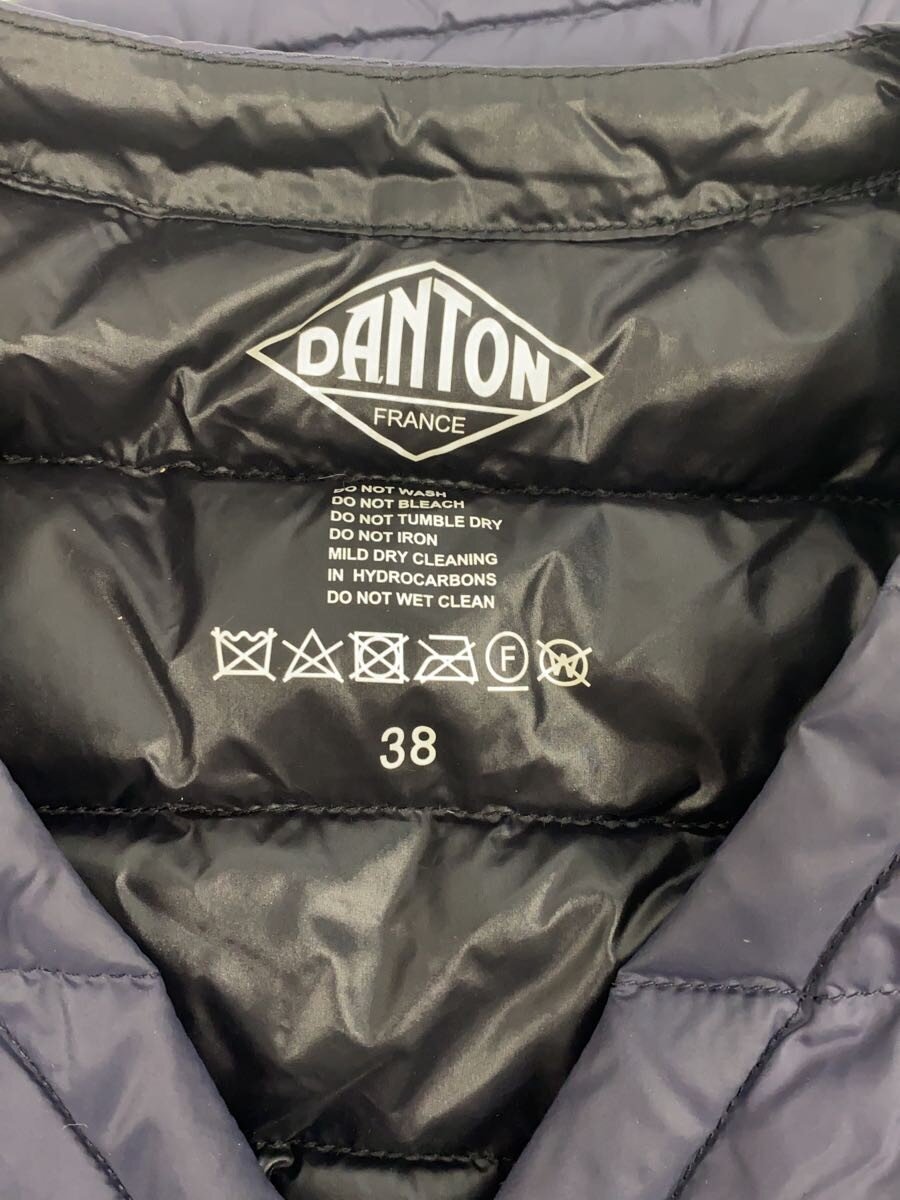 DANTON
FRANCE
DO NOT WASH
DO NOT BLEACH
DO NOT TUMBLE DRY
DO NOT IRON
MILD DRY CLEANING
IN HYDROCARBONS
DO NOT WET CLEAN
F W
38